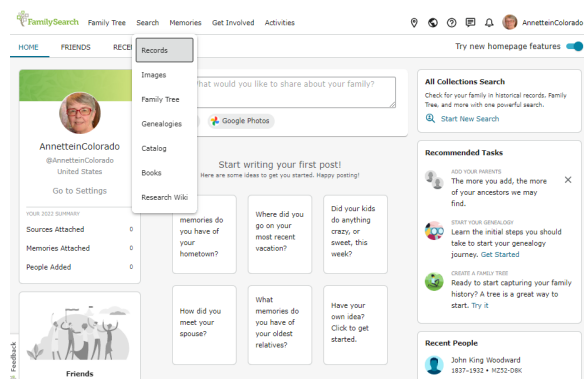 FamilySearch Family Tree Search Memories Get Involved Activities AnnetteinColorado
HOME FRIENDS RECE Try new homepage features
Records
Images
Family Tree
Genealogies
Catalog
Books
Research Wiki
AnnetteinColorado
@AnnetteinColorado
United States
Go to Settings
YOUR 2022 SUMMARY
Sources Attached 0
Memories Attached 0
People Added 0
Friends
Feedback
hat would you like to share about your family?
Google Photos
Start writing your first post!
Here are some ideas to get you started. Happy posting!
memories do
you have of
your
hometown?
Where did you
go on your
most recent
vacation?
Did your kids
do anything
crazy, or
sweet, this
week?
How did you
meet your
spouse?
What
memories do
you have of
your oldest
relatives?
Have your
own idea?
Click to get
started.
All Collections Search
Check for your family in historical records, Family
Tree, and more with one powerful search.
Start New Search
Recommended Tasks
ADD YOUR PARENTS
The more you add, the more
of your ancestors we may
find.
START YOUR GENEALOGY
Learn the initial steps you should
take to start your genealogy
journey. Get Started
CREATE A FAMILY TREE
Ready to start capturing your family
history? A tree is a great way to
start. Try it
Recent People
John King Woodward
1837–1932 • MZ52-D8K